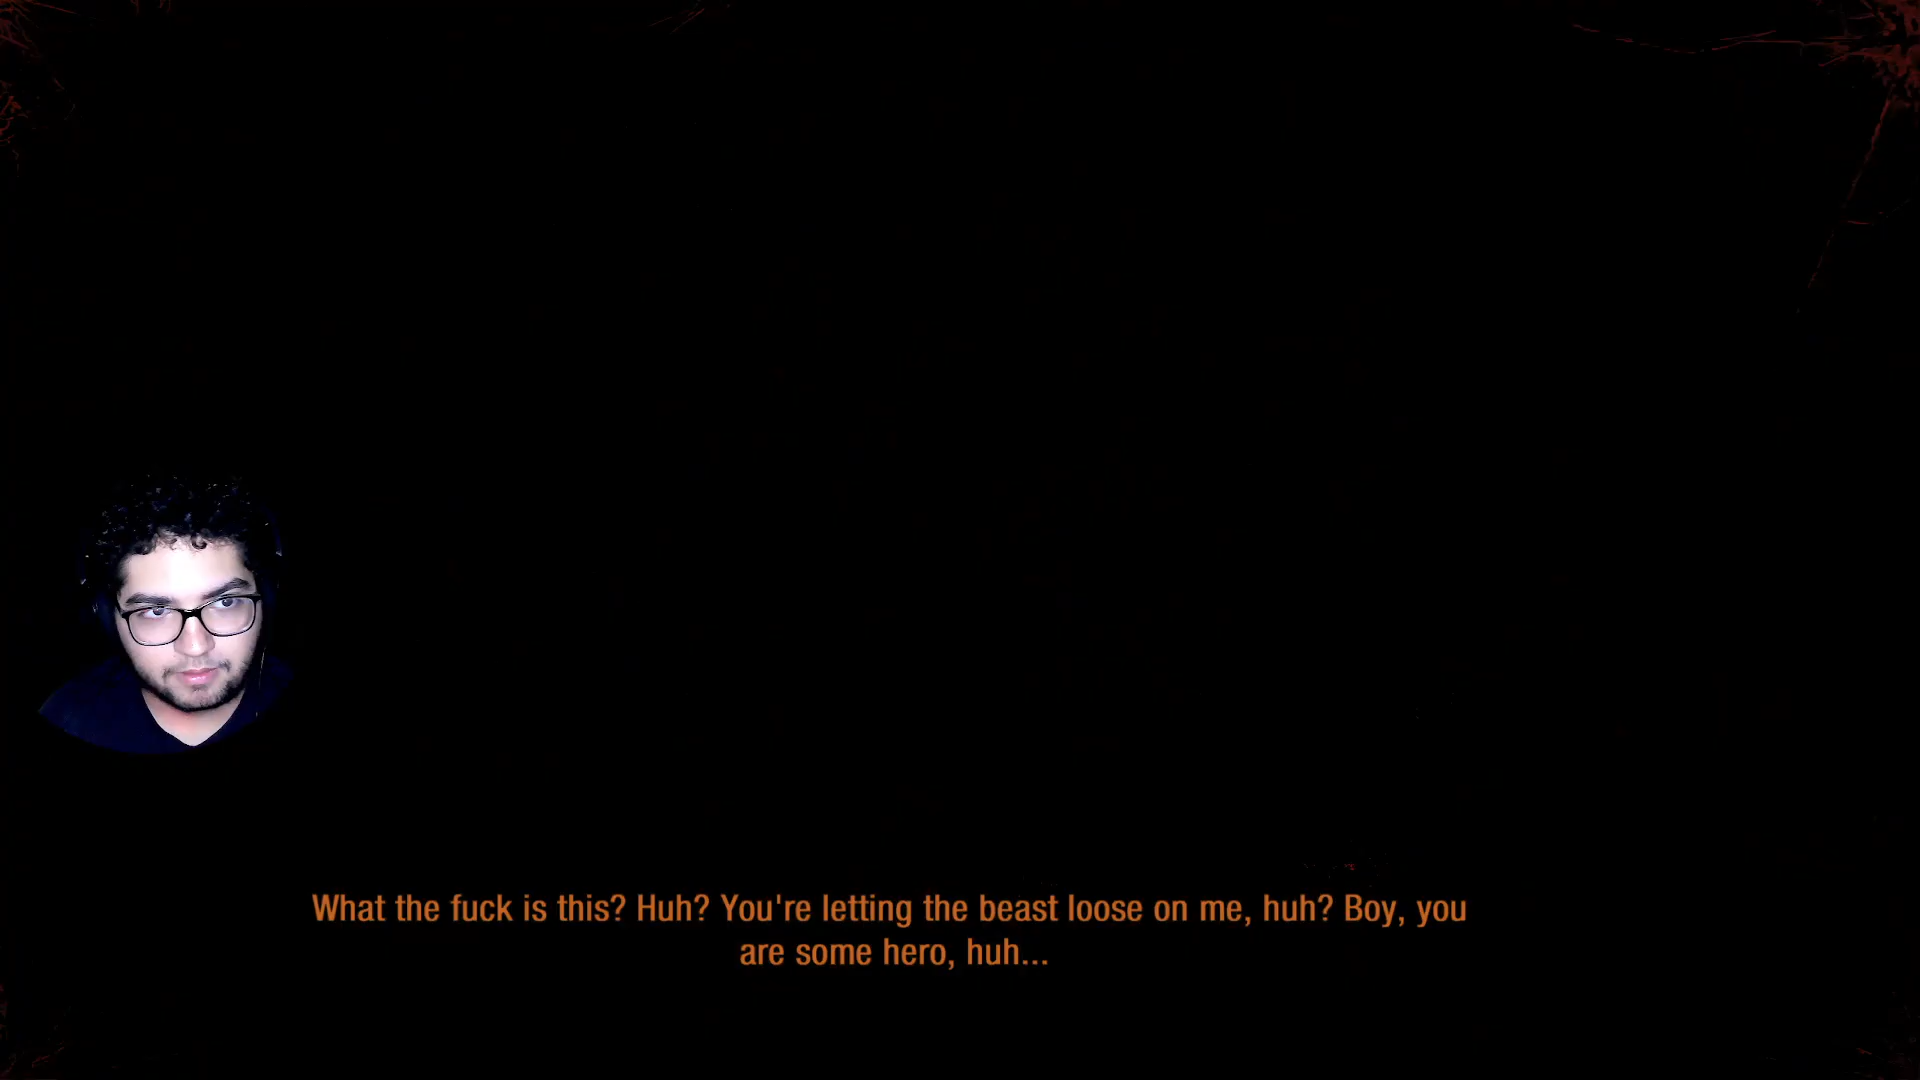 What the fuck is this? Huh? You're letting the beast loose on me, huh? Boy, you
are some hero, huh...